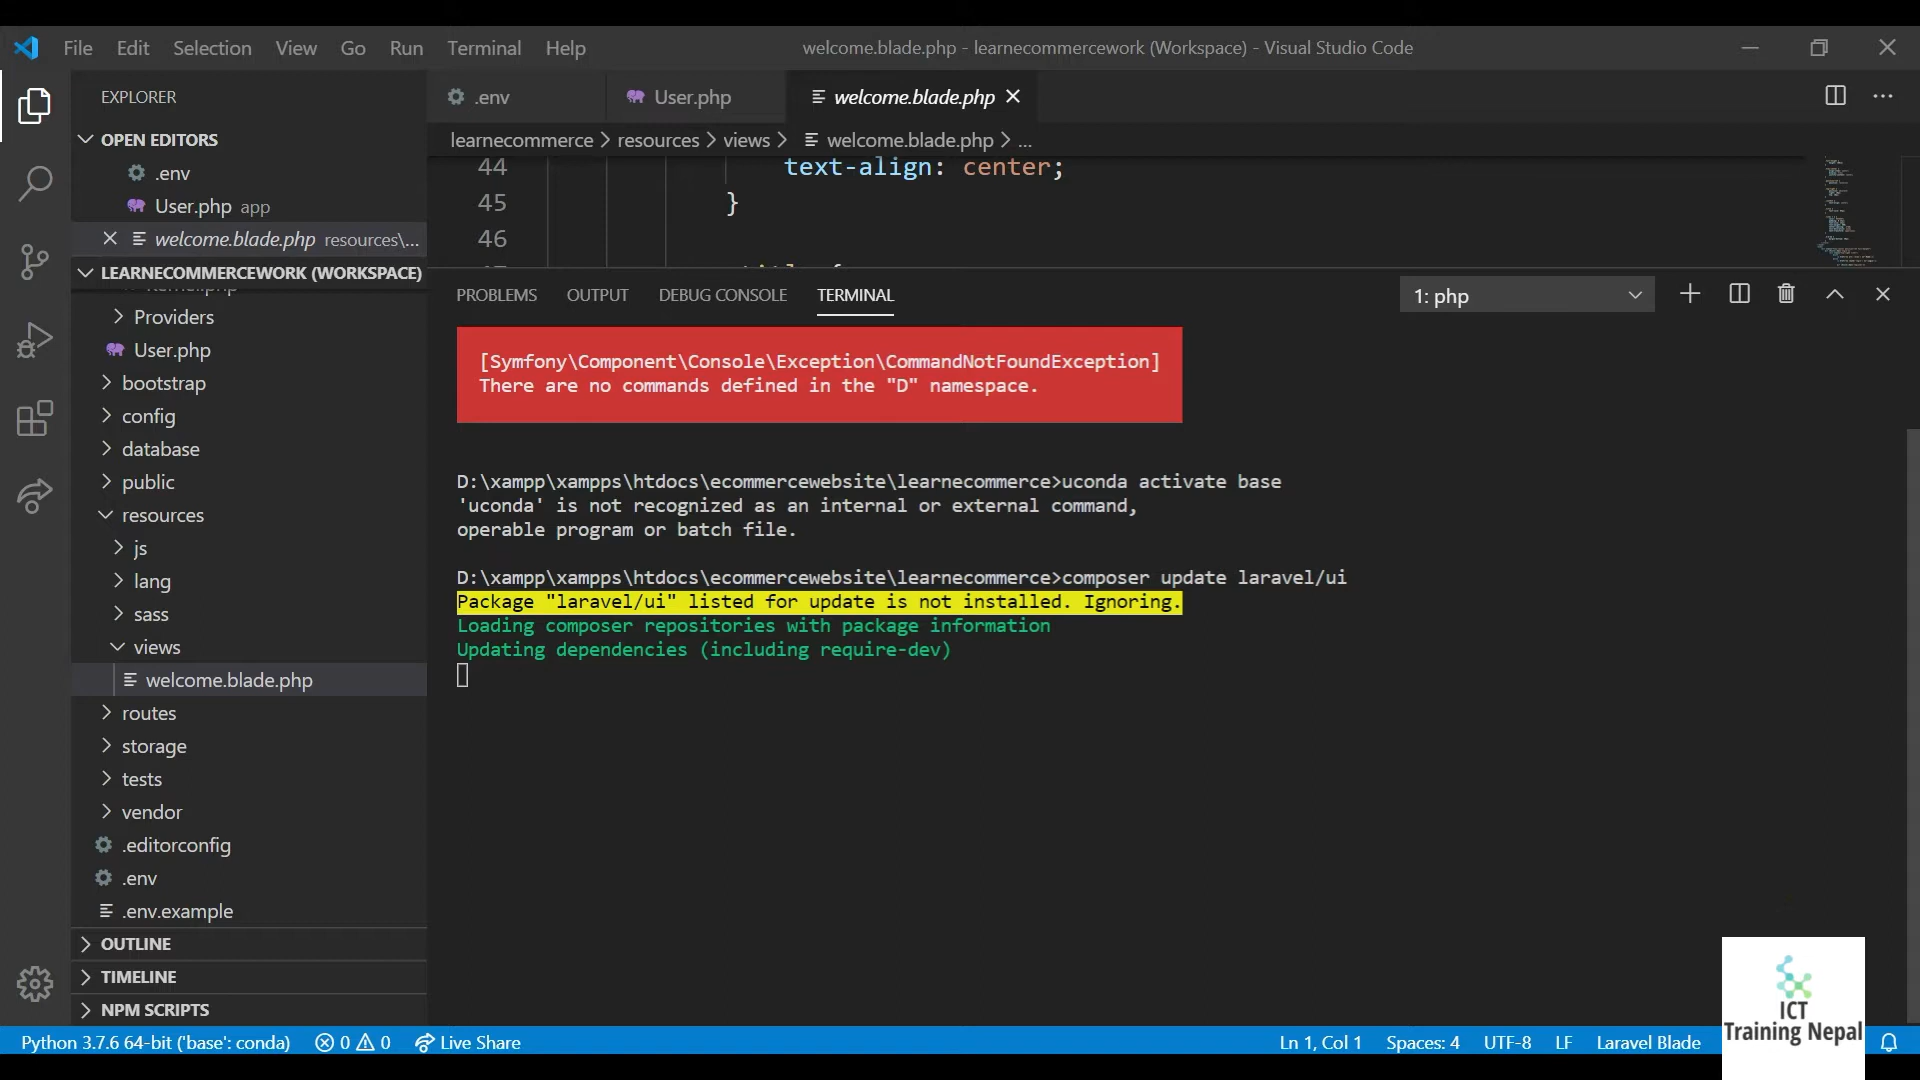 File Edit Selection View Go Run Terminal Help
welcome.blade.php - learnecommercework (Workspace) - Visual Studio Code
EXPLORER
OPEN EDITORS
.env
User.php app
welcome.blade.php resources\...
LEARNECOMMERCEWORK (WORKSPACE)
Kernel.php
Providers
User.php
bootstrap
config
database
public
resources
js
lang
sass
views
welcome.blade.php
routes
storage
tests
vendor
.editorconfig
.env
.env.example
OUTLINE
TIMELINE
NPM SCRIPTS
.env User.php welcome.blade.php
learnecommerce > resources > views > welcome.blade.php > ...
44 text-align: center;
45 }
46
PROBLEMS OUTPUT DEBUG CONSOLE TERMINAL
1: php
[Symfony\Component\Console\Exception\CommandNotFoundException]
There are no commands defined in the "D" namespace.
D:\xampp\xampps\htdocs\ecommercewebsite\learnecommerce>uconda activate base
'uconda' is not recognized as an internal or external command,
operable program or batch file.
D:\xampp\xampps\htdocs\ecommercewebsite\learnecommerce>composer update laravel/ui
Package "laravel/ui" listed for update is not installed. Ignoring.
Loading composer repositories with package information
Updating dependencies (including require-dev)
ICT
Training Nepal
Python 3.7.6 64-bit ('base': conda) 0 0 Live Share
Ln 1, Col 1 Spaces: 4 UTF-8 LF Laravel Blade